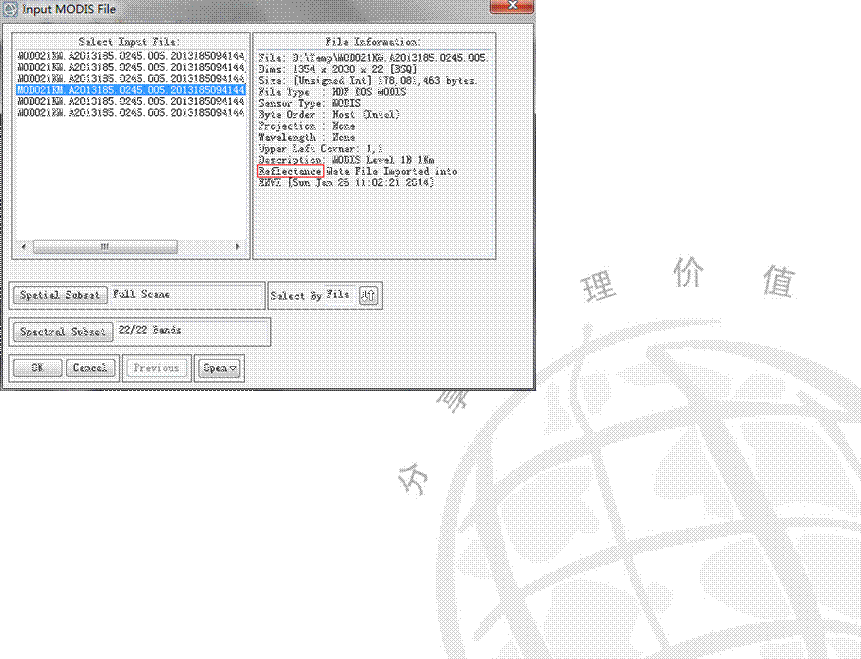 Input MODIS File
Select Input File:
MOD021KM.A2013185.0245.005.2013185094144
MOD021KM.A2013185.0245.005.2013185094144
MOD021KM.A2013185.0245.005.2013185094144
MOD021KM.A2013185.0245.005.2013185094144
MOD021KM.A2013185.0245.005.2013185094144
MOD021KM.A2013185.0245.005.2013185094144
File Information:
File: D:\Temp\MOD021KM.A2013185.0245.005.
Dims: 1354 x 2030 x 22 [BSQ]
Size: [Unsigned Int] bytes.
File Type : HDF EOS MODIS
Sensor Type: MODIS
Byte Order : Host (Intel)
Projection : None
Wavelength : None
Upper Left Corner: 1,1
Description: MODIS Level 1B 1Km
Reflectance Data File Imported into
ENVI [Sun Jan 26 11:02:21 2014]
Spatial Subset Full Scene
Select By File
Spectral Subset 22/22 Bands
OK Cancel Previous Open
分 享 地 理 价 值